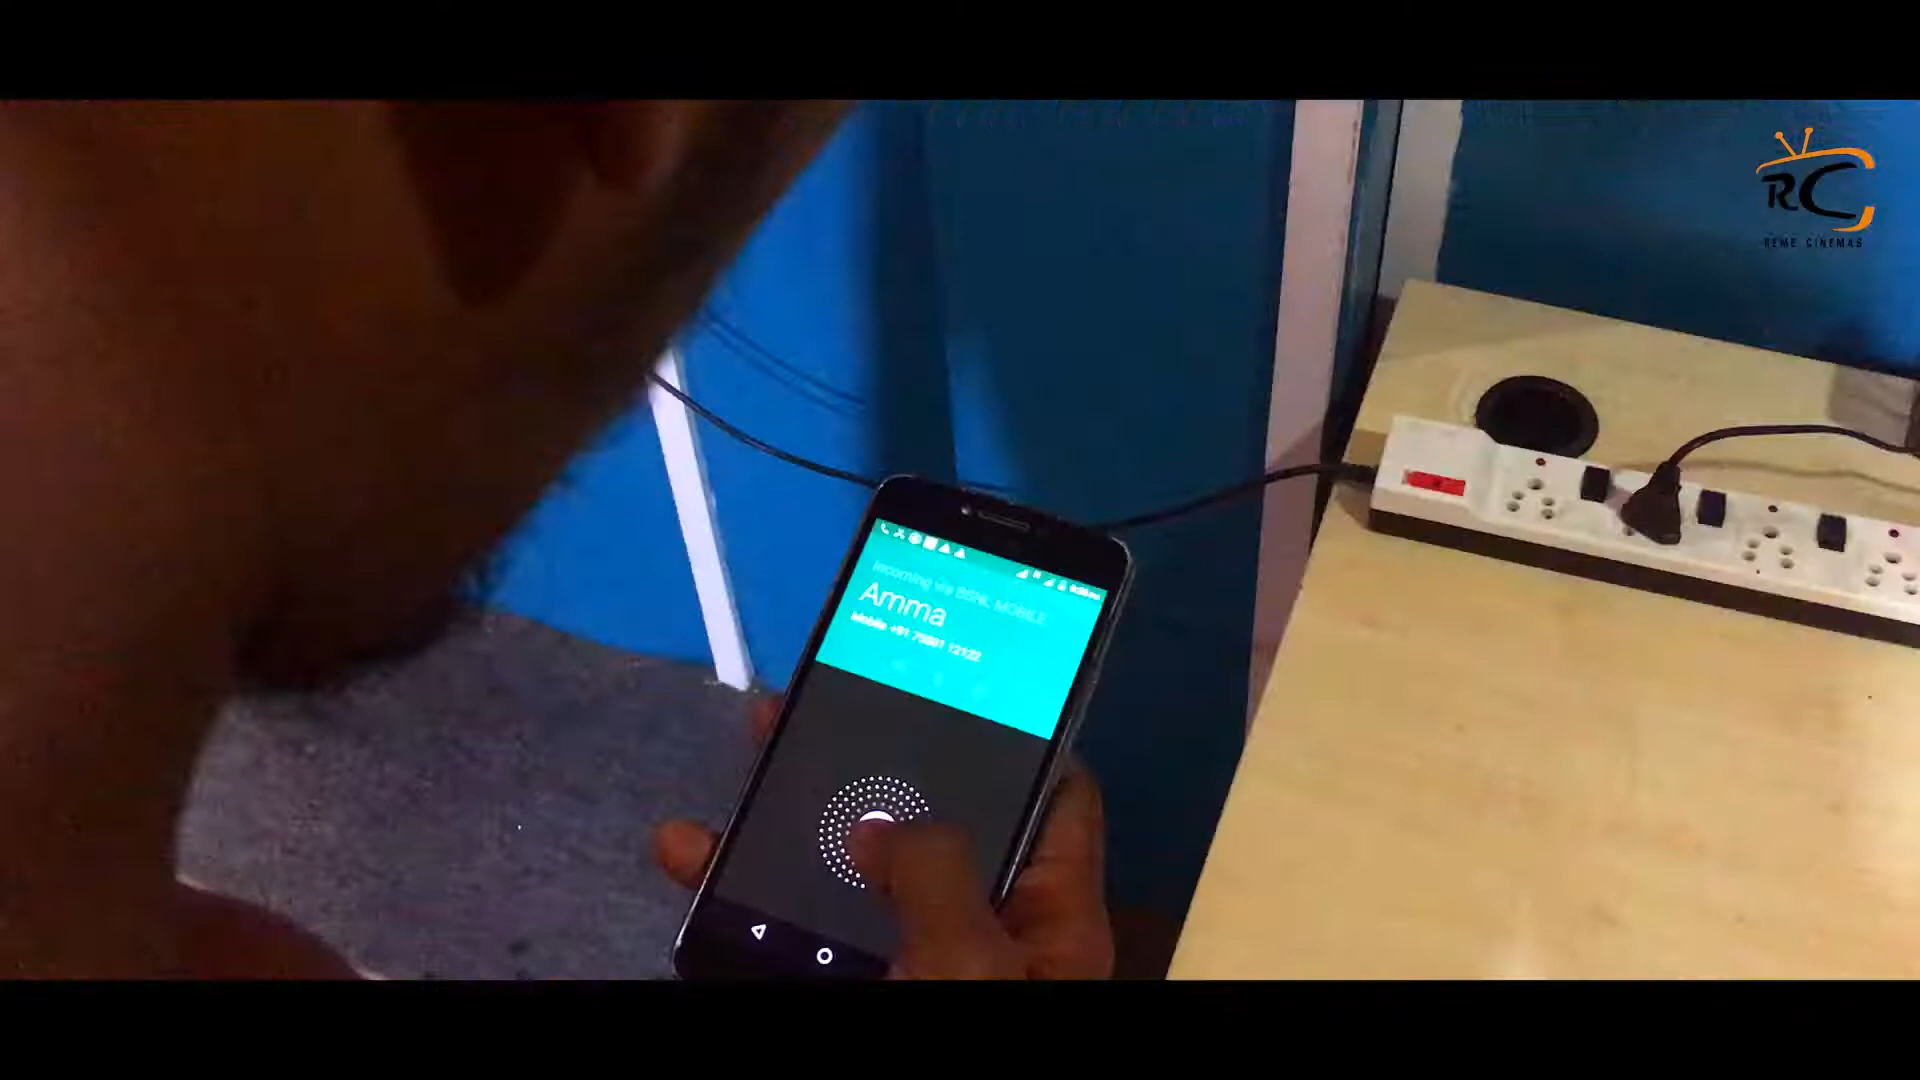 RC
REME CINEMAS
Incoming via BSNL MOBILE
Amma
Mobile +91 75501 12122